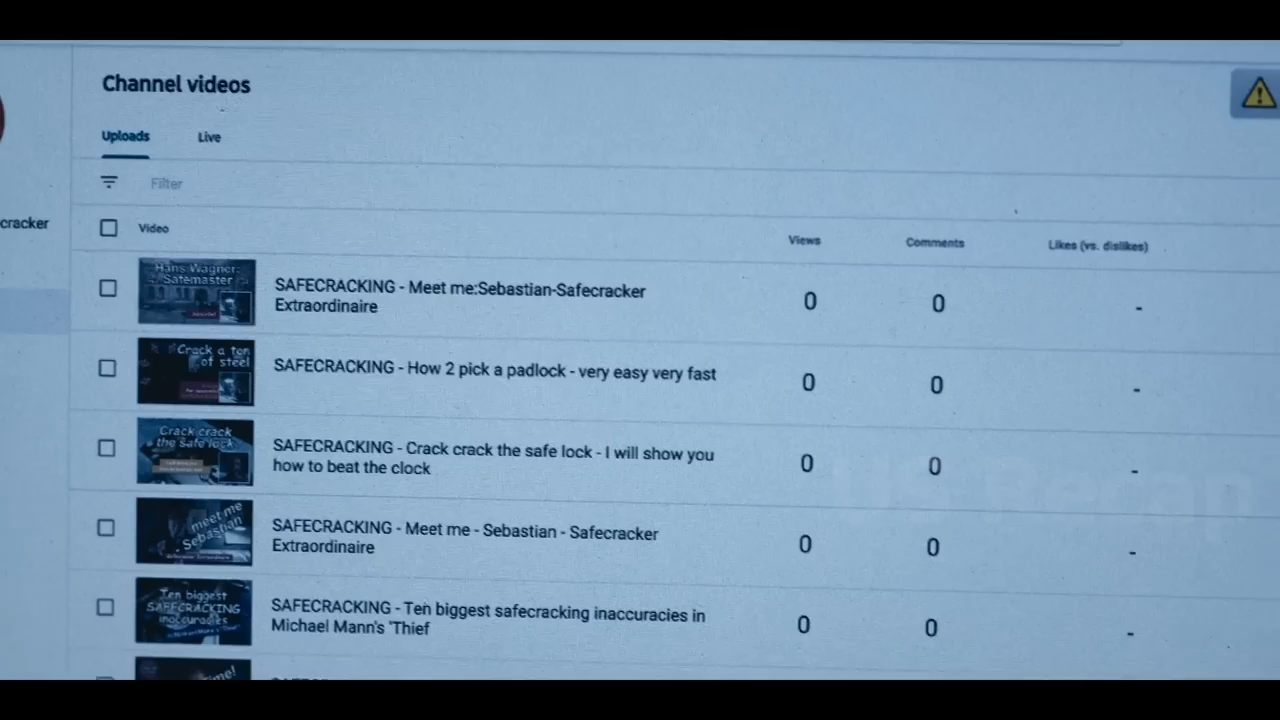 Channel videos
Uploads Live
Filter
cracker
Video Views Comments Likes (vs. dislikes)
Hans Wagner:
Safemaster
SAFECRACKING - Meet me:Sebastian-Safecracker
Extraordinaire
0 0 -
Crack a ton
of steel
SAFECRACKING - How 2 pick a padlock - very easy very fast
0 0 -
Crack crack
the safe lock
SAFECRACKING - Crack crack the safe lock - I will show you
how to beat the clock
0 0 -
meet me
Sebastian
SAFECRACKING - Meet me - Sebastian - Safecracker
Extraordinaire
0 0 -
Ten biggest
SAFECRACKING
inaccuracies
SAFECRACKING - Ten biggest safecracking inaccuracies in
Michael Mann's 'Thief
0 0 -